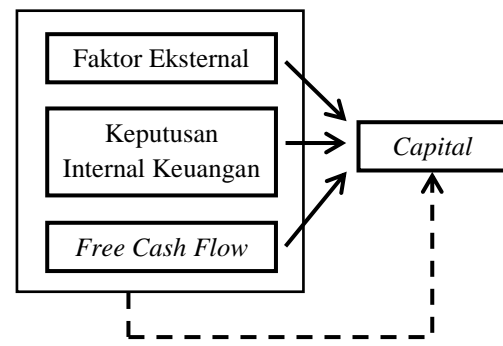 Faktor Eksternal
Keputusan
Internal Keuangan
Capital
Free Cash Flow